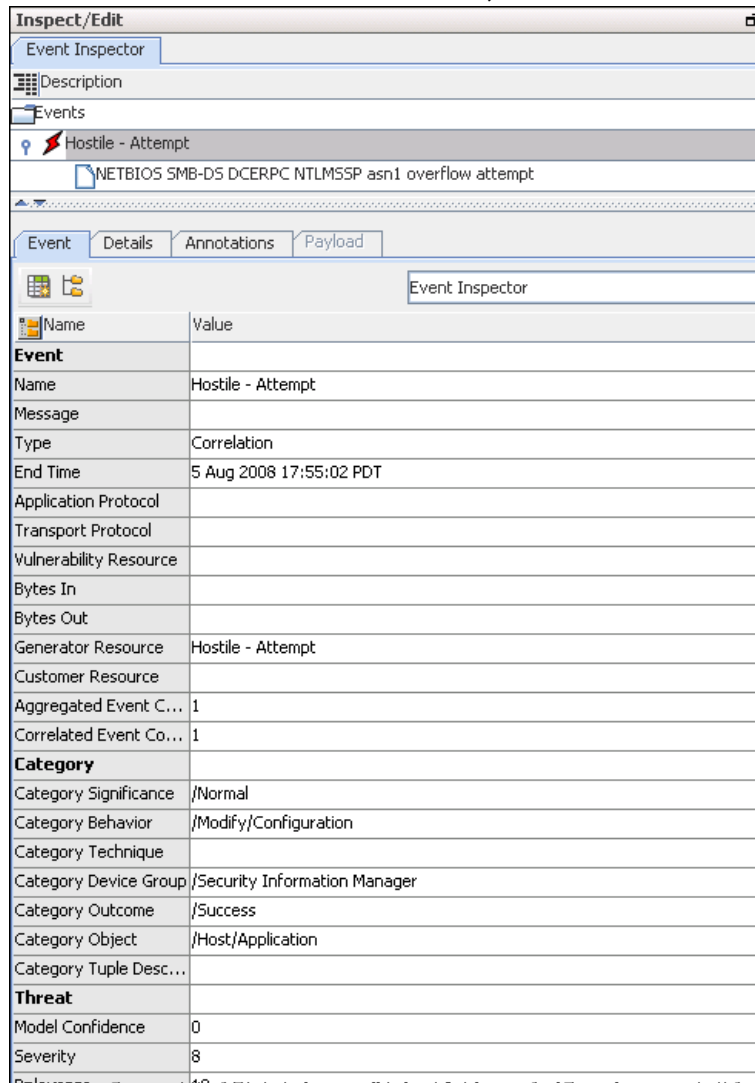 Inspect/Edit
Event Inspector
Description
Events
Hostile - Attempt
NETBIOS SMB-DS DCERPC NTLMSSP asn1 overflow attempt
Event Details Annotations Payload
Event Inspector
Name Value
Event
Name Hostile - Attempt
Message
Type Correlation
End Time 5 Aug 2008 17:55:02 PDT
Application Protocol
Transport Protocol
Vulnerability Resource
Bytes In
Bytes Out
Generator Resource Hostile - Attempt
Customer Resource
Aggregated Event C... 1
Correlated Event Co... 1
Category
Category Significance /Normal
Category Behavior /Modify/Configuration
Category Technique
Category Device Group /Security Information Manager
Category Outcome /Success
Category Object /Host/Application
Category Tuple Desc...
Threat
Model Confidence 0
Severity 8